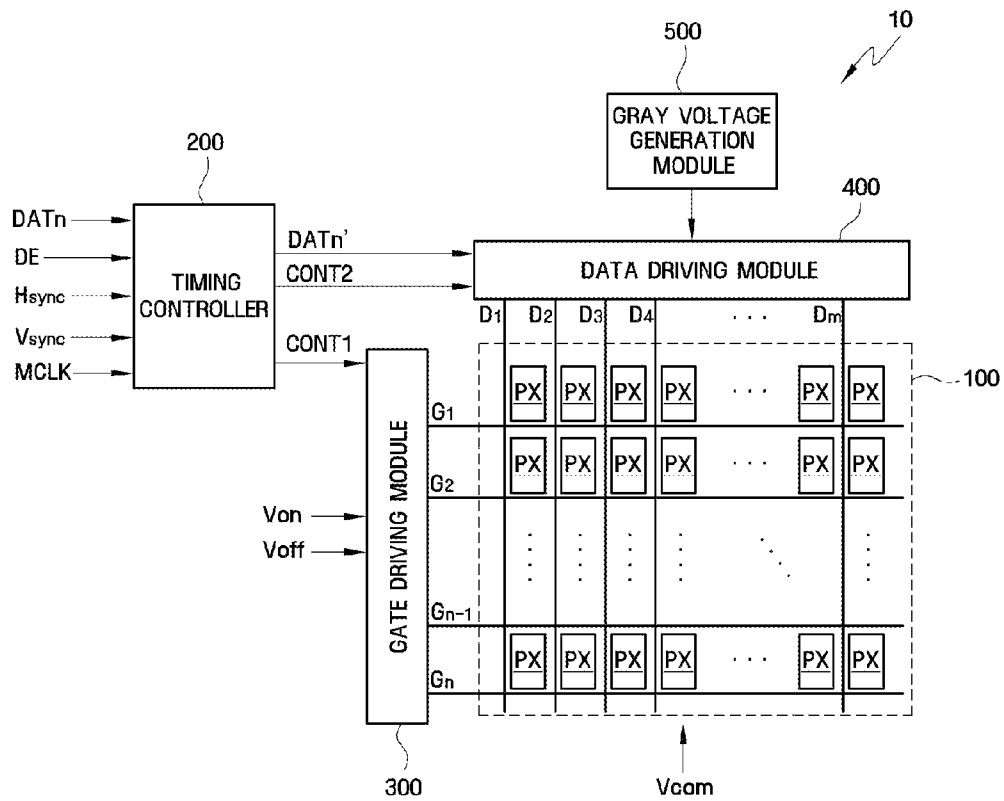 10
500
GRAY VOLTAGE
GENERATION
MODULE
200
400
DATn
DE
Hsync
Vsync
MCLK
TIMING
CONTROLLER
DATn'
CONT2
CONT1
DATA DRIVING MODULE
D1 D2 D3 D4 · · · Dm
100
GATE DRIVING MODULE
G1
PX PX PX PX · · · PX PX
G2
PX PX PX PX · · · PX PX
Von
Voff
Gn-1
PX PX PX PX · · · PX PX
Gn
300
Vcom